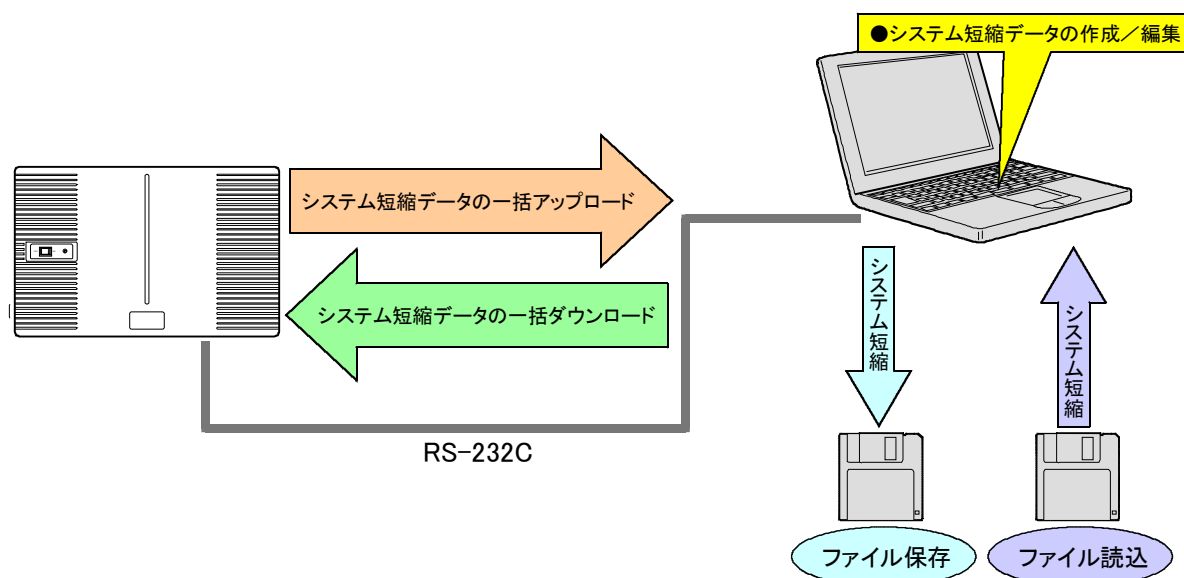 ●システム短縮データの作成／編集
システム短縮データの一括アップロード
システム短縮データの一括ダウンロード
RS-232C
システム短縮
システム短縮
ファイル保存
ファイル読込